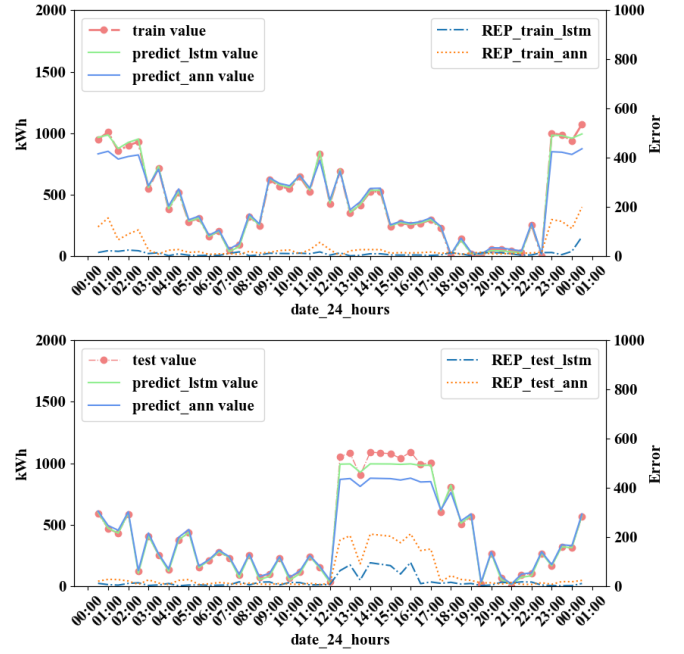 2000
1500
1000
500
0
kWh
train value
predict_lstm value
predict_ann value
REP_train_lstm
REP_train_ann
1000
800
600
400
200
0
Error
00:00 01:00 02:00 03:00 04:00 05:00 06:00 07:00 08:00 09:00 10:00 11:00 12:00 13:00 14:00 15:00 16:00 17:00 18:00 19:00 20:00 21:00 22:00 23:00 00:00 01:00
date_24_hours
2000
1500
1000
500
0
kWh
test value
predict_lstm value
predict_ann value
REP_test_lstm
REP_test_ann
1000
800
600
400
200
0
Error
00:00 01:00 02:00 03:00 04:00 05:00 06:00 07:00 08:00 09:00 10:00 11:00 12:00 13:00 14:00 15:00 16:00 17:00 18:00 19:00 20:00 21:00 22:00 23:00 00:00 01:00
date_24_hours